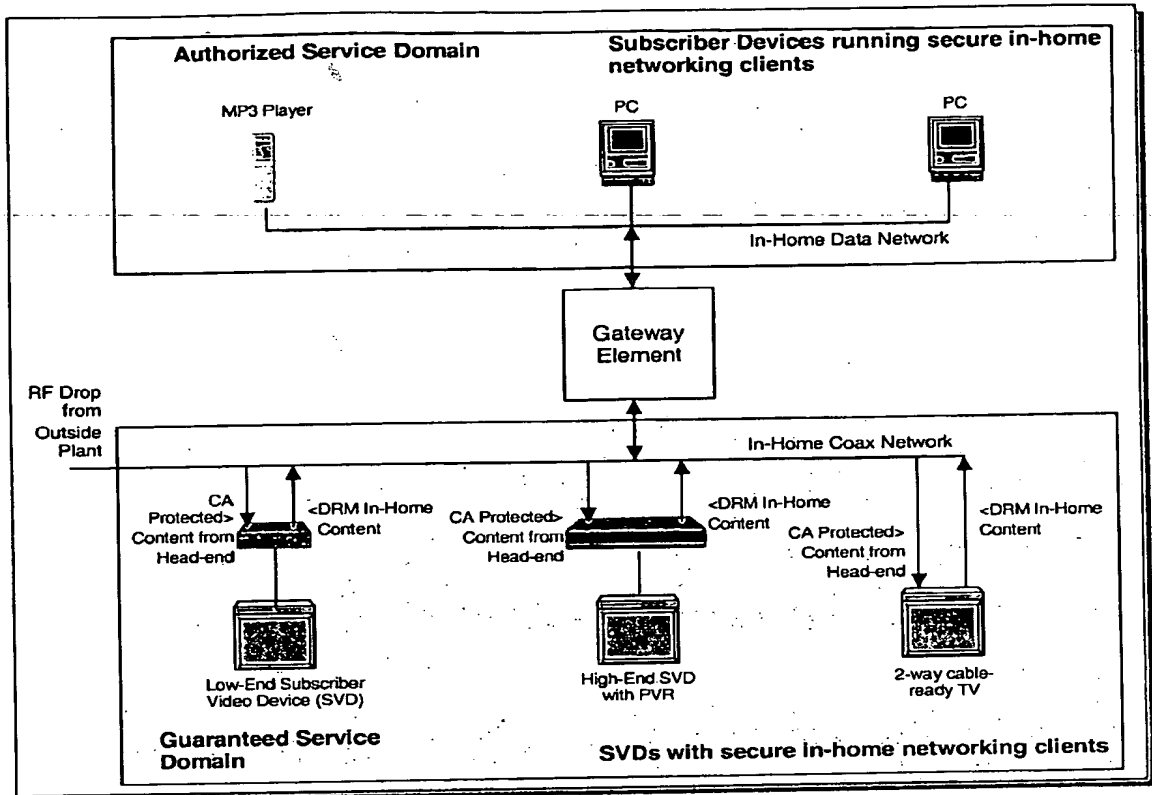 Authorized Service Domain
Subscriber Devices running secure in-home
networking clients
MP3 Player
PC
PC
In-Home Data Network
Gateway
Element
RF Drop
from
Outside
Plant
In-Home Coax Network
CA
Protected>
Content from
Head-end
<DRM In-Home
Content
CA Protected>
Content from
Head-end
<DRM In-Home
Content
CA Protected>
Content from
Head-end
<DRM In-Home
Content
Low-End Subscriber
Video Device (SVD)
High-End SVD
with PVR
2-way cable-
ready TV
Guaranteed Service
Domain
SVDs with secure in-home networking clients